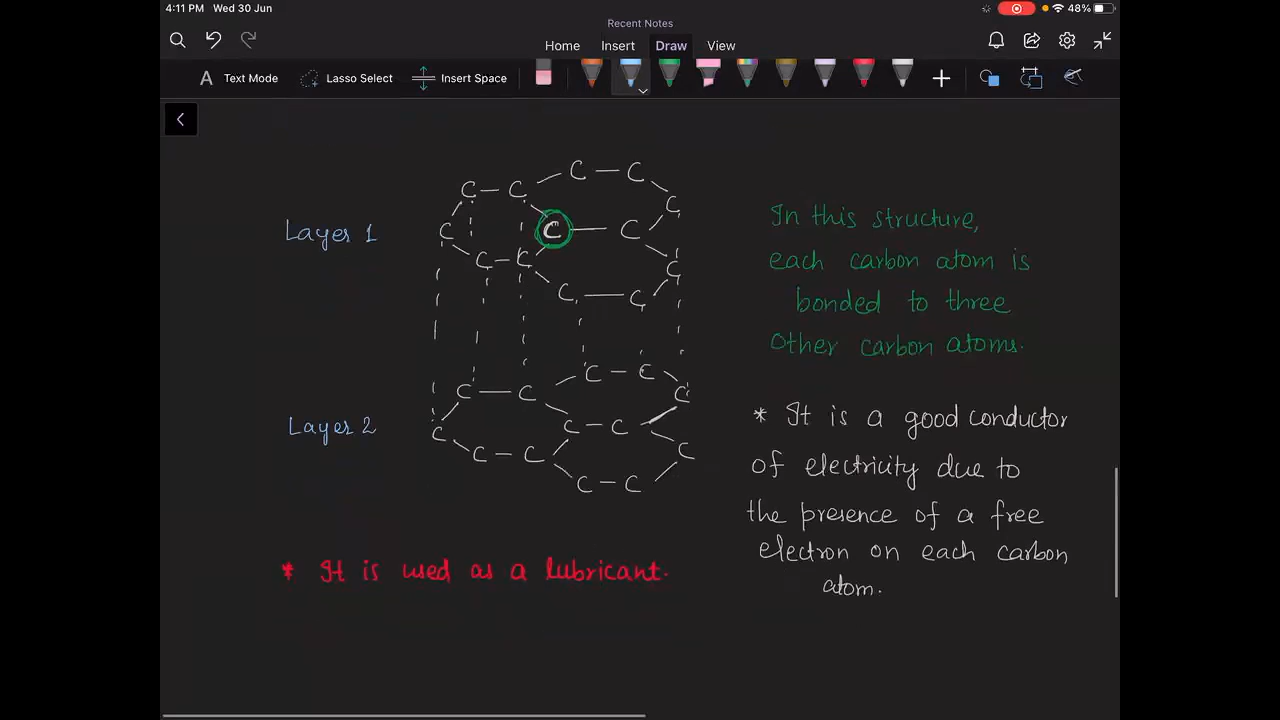 4:11 PM Wed 30 Jun
48%
Recent Notes
Home Insert Draw View
A Text Mode Lasso Select Insert Space
C – C
C – C
C
Layer 1
C
C – C
C – C
C
C – C
In this structure,
each carbon atom is
bonded to three
other carbon atoms.
C – C
C – C
C
Layer 2
C
C – C
C – C
C
C – C
* It is a good conductor
of electricity due to
the presence of a free
electron on each carbon
atom.
* It is used as a lubricant.